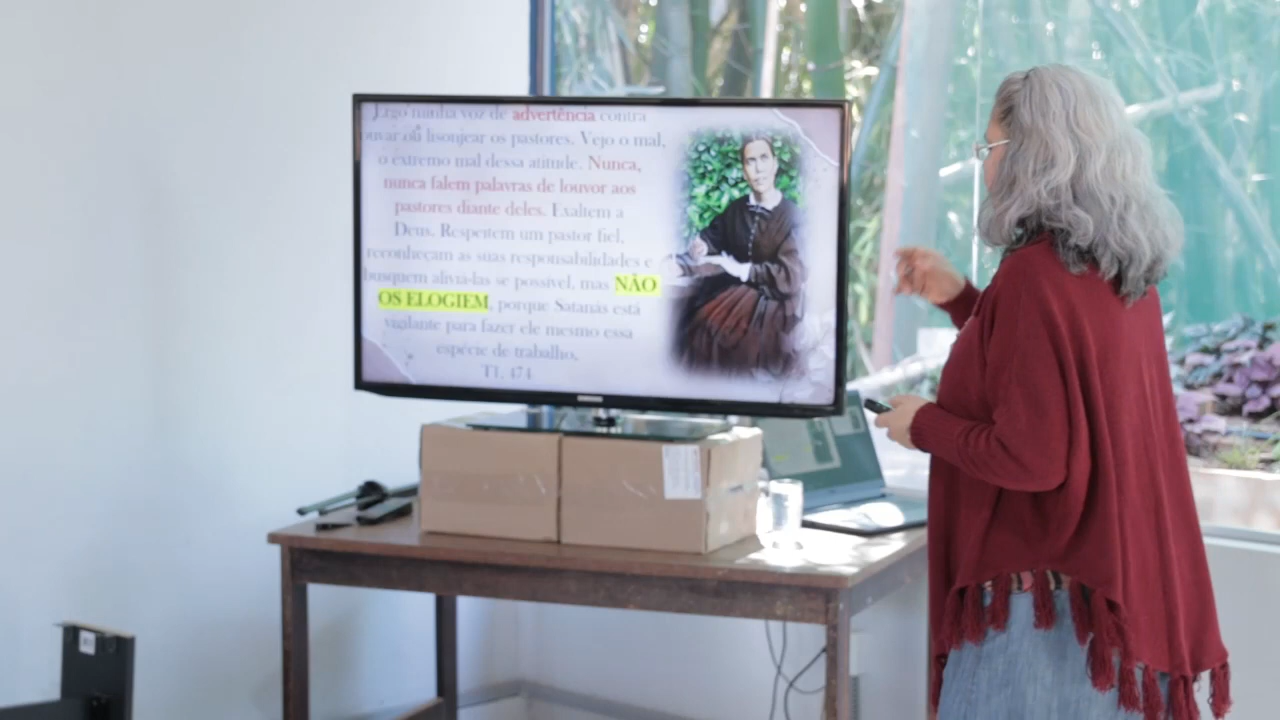 Ergo minha voz de advertência contra
louvar ou lisonjear os pastores. Vejo o mal,
o extremo mal dessa atitude. Nunca,
nunca falem palavras de louvor aos
pastores diante deles. Exaltem a
Deus. Respeitem um pastor fiel,
reconheçam as suas responsabilidades e
busquem aliviá-las se possível, mas NÃO
OS ELOGIEM, porque Satanás está
vigilante para fazer ele mesmo essa
espécie de trabalho.